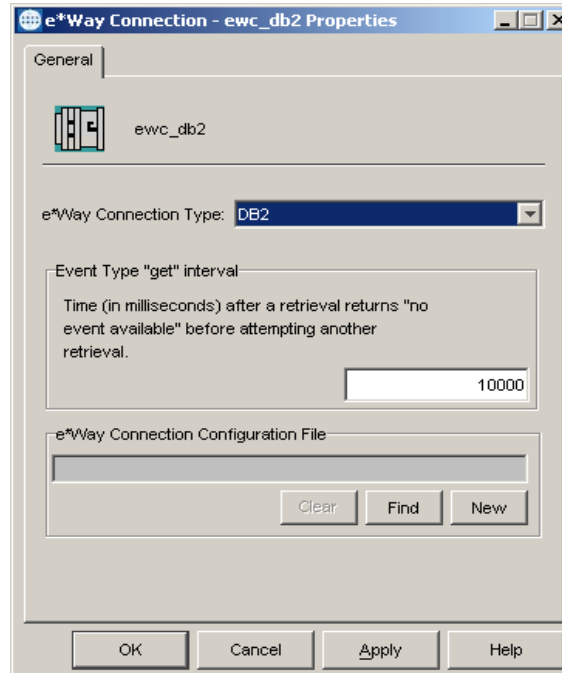 e*Way Connection - ewc_db2 Properties
General
ewc_db2
e*Way Connection Type: DB2
Event Type "get" interval
Time (in milliseconds) after a retrieval returns "no
event available" before attempting another
retrieval.
10000
e*Way Connection Configuration File
Clear Find New
OK Cancel Apply Help